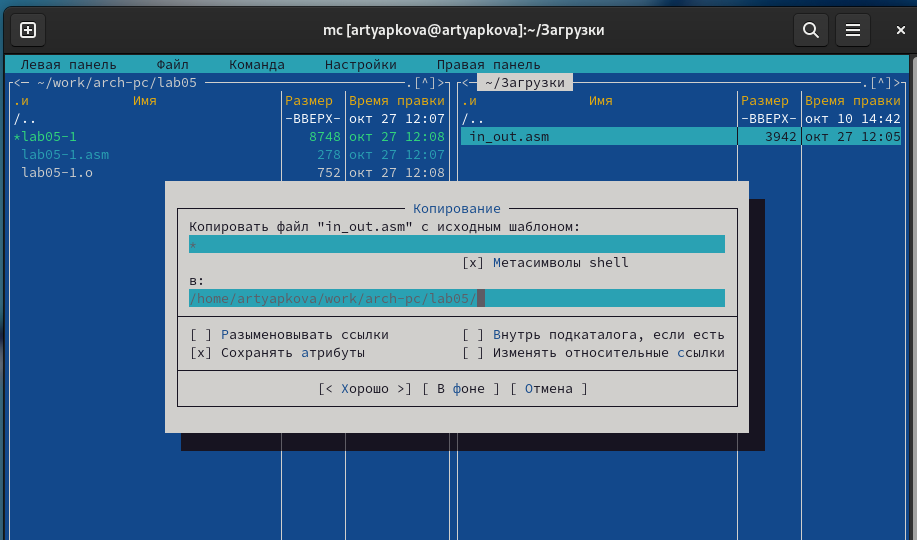 mc [artyapkova@artyapkova]:~/Загрузки
Левая панель Файл Команда Настройки Правая панель
<— ~/work/arch-pc/lab05 .[^]> <— ~/Загрузки .[^]>
.и Имя Размер Время правки .и Имя Размер Время правки
/.. -ВВЕРХ- окт 27 12:07 /.. -ВВЕРХ- окт 10 14:42
*lab05-1 8748 окт 27 12:08 in_out.asm 3942 окт 27 12:05
lab05-1.asm 278 окт 27 12:07
lab05-1.o 752 окт 27 12:08
Копирование
Копировать файл "in_out.asm" с исходным шаблоном:
*
[x] Метасимволы shell
в:
/home/artyapkova/work/arch-pc/lab05/
[ ] Разыменовывать ссылки [ ] Внутрь подкаталога, если есть
[x] Сохранять атрибуты [ ] Изменять относительные ссылки
[< Хорошо >] [ В фоне ] [ Отмена ]